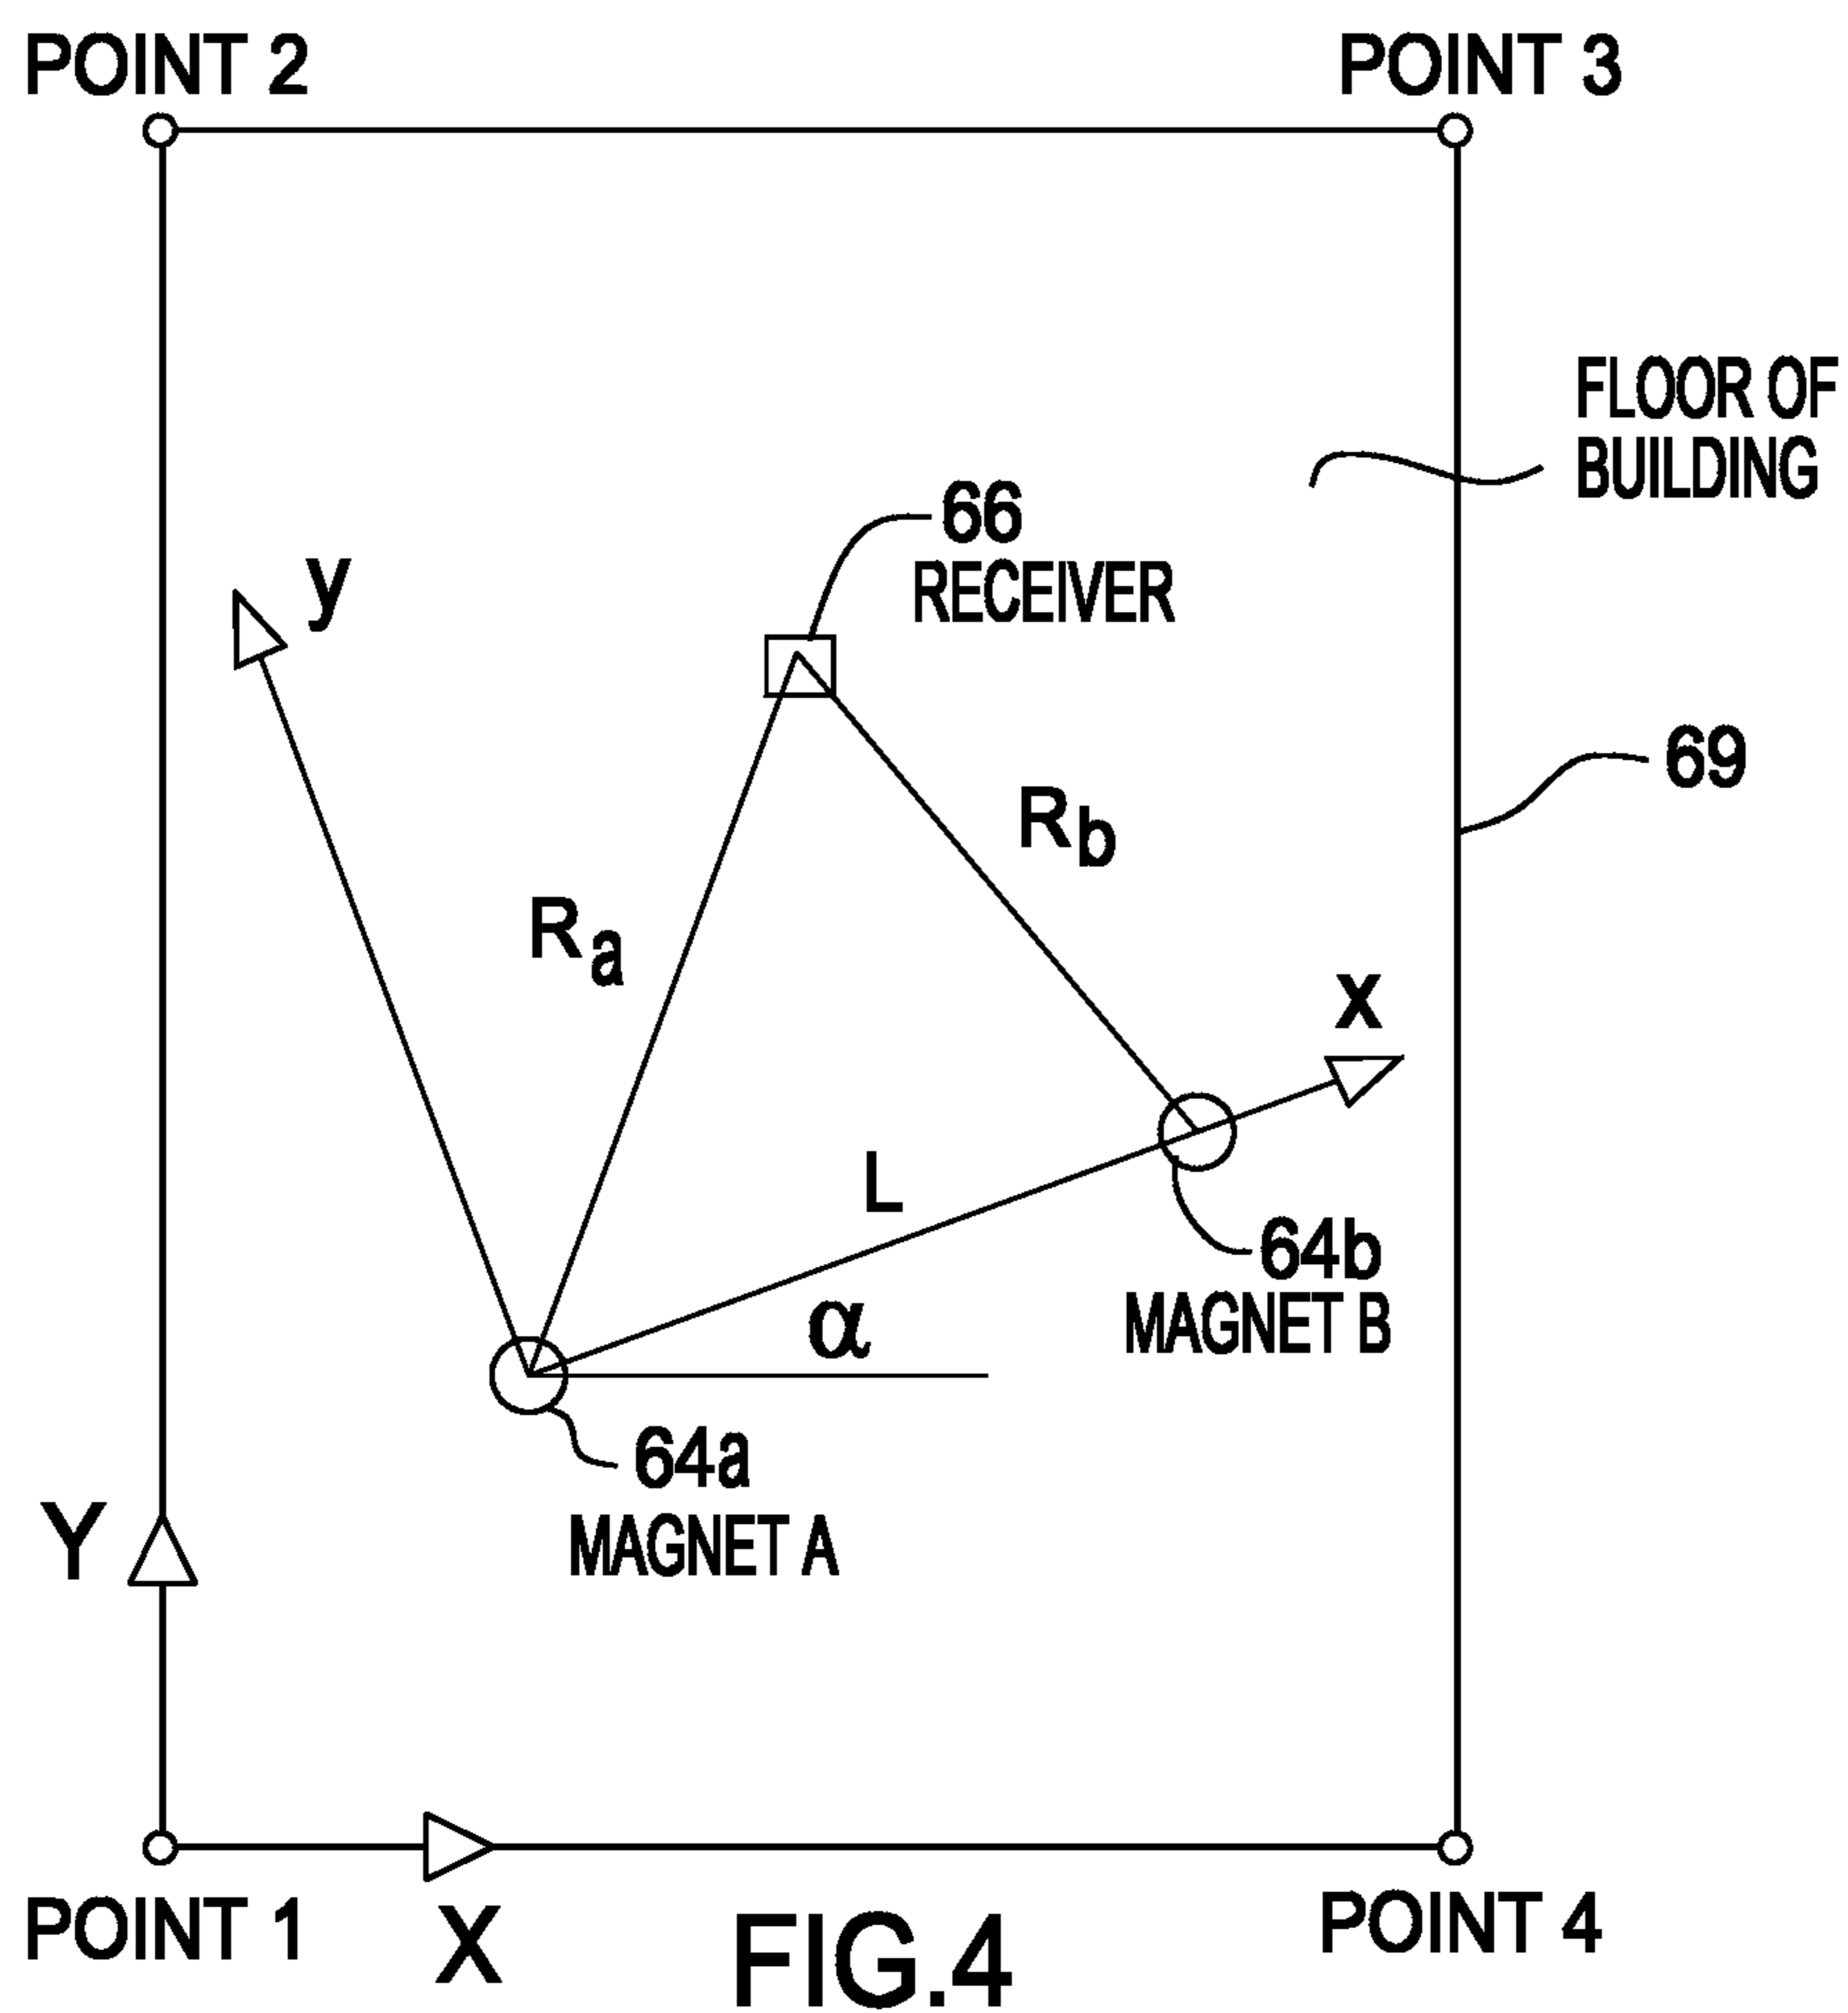 POINT 2
POINT 3
FLOOR OF
BUILDING
66
RECEIVER
y
69
Rb
Ra
x
L
64b
MAGNET B
α
64a
MAGNET A
Y
POINT 1
X
POINT 4
FIG.4